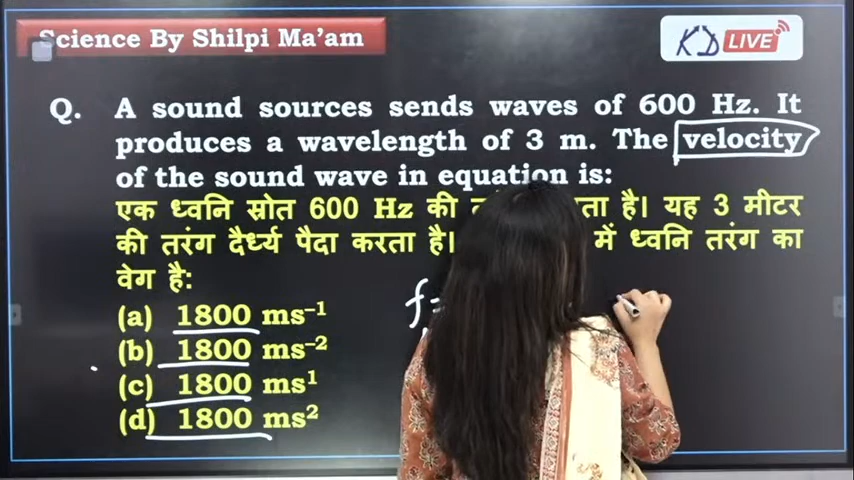 Science By Shilpi Ma'am
KD LIVE
Q. A sound sources sends waves of 600 Hz. It
produces a wavelength of 3 m. The velocity
of the sound wave in equation is:
एक ध्वनि स्रोत 600 Hz की है। यह 3 मीटर
की तरंग दैर्ध्य पैदा करता है। में ध्वनि तरंग का
वेग है:
(a) 1800 ms⁻¹
(b) 1800 ms⁻²
(c) 1800 ms¹
(d) 1800 ms²
f=